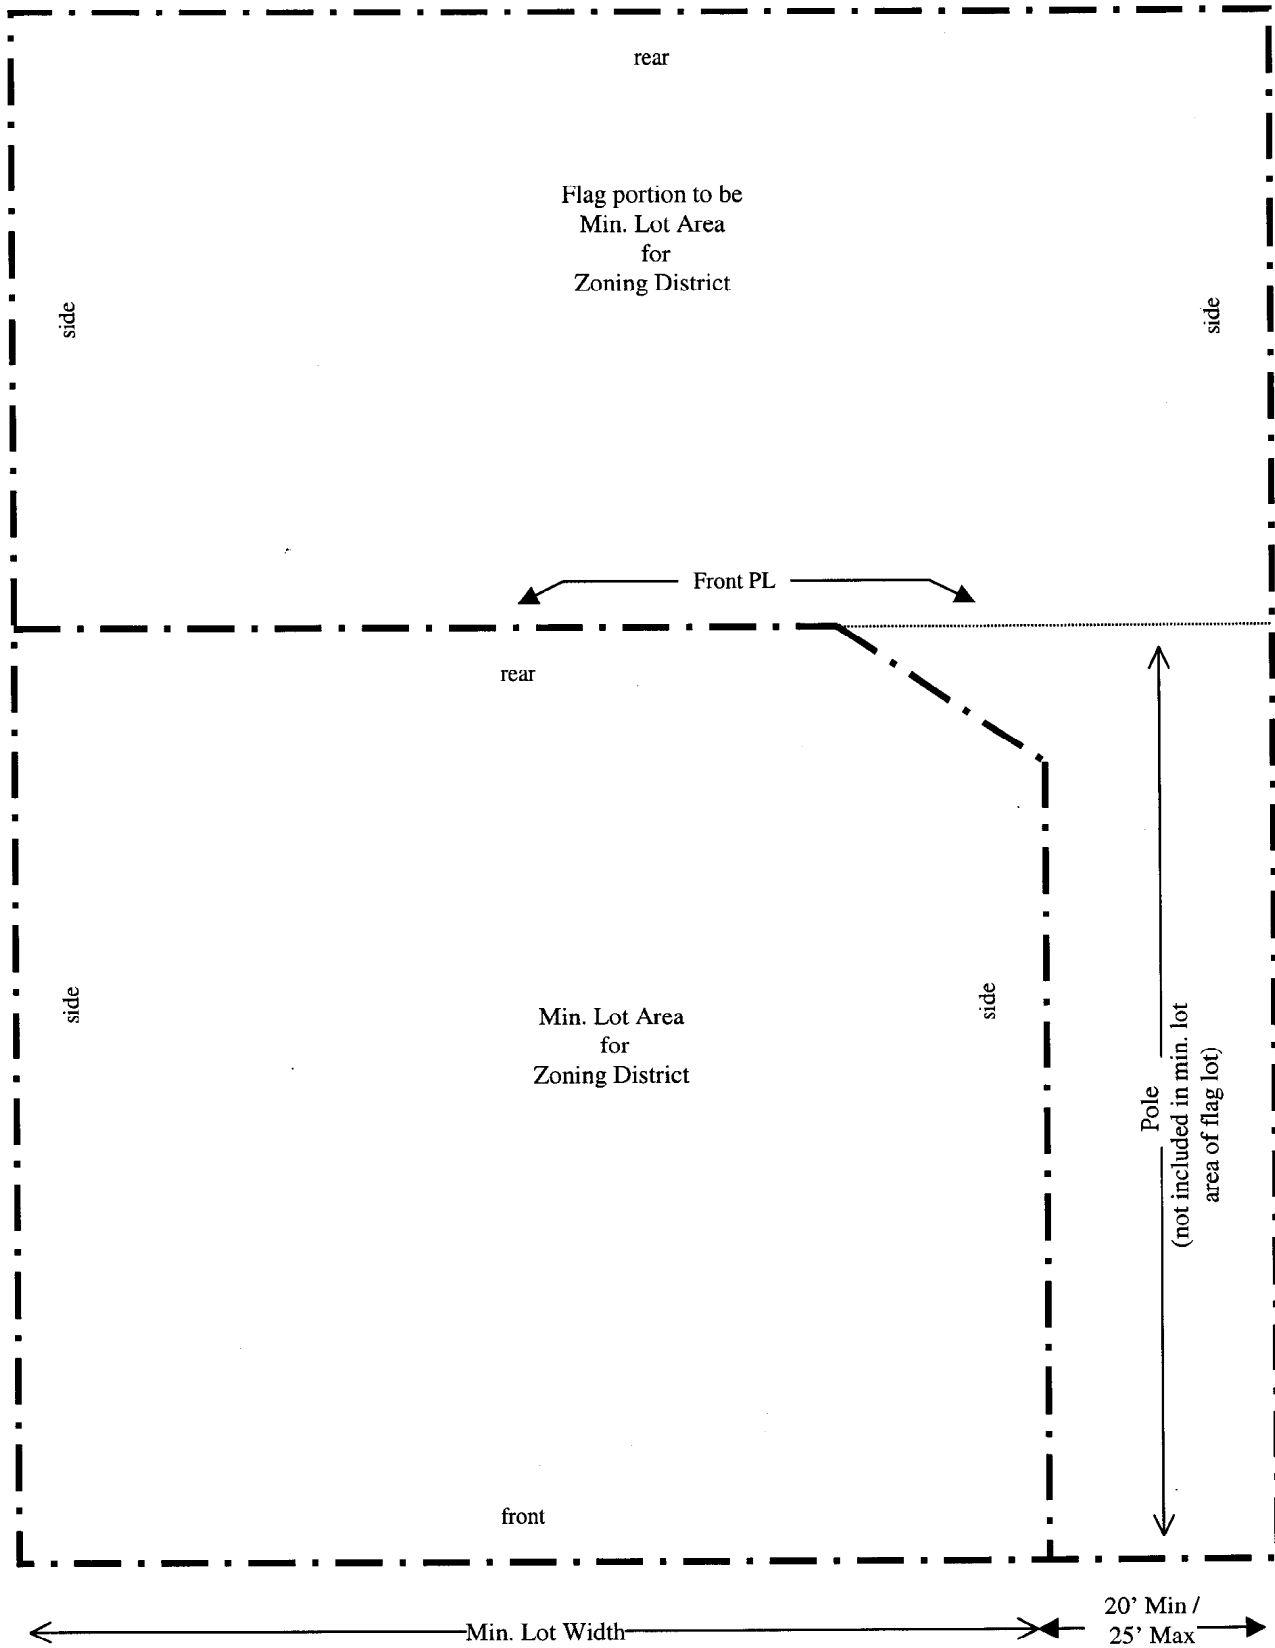 rear
Flag portion to be
Min. Lot Area
for
Zoning District
side
side
Front PL
rear
side
side
Min. Lot Area
for
Zoning District
Pole
(not included in min. lot
area of flag lot)
front
Min. Lot Width
20' Min /
25' Max